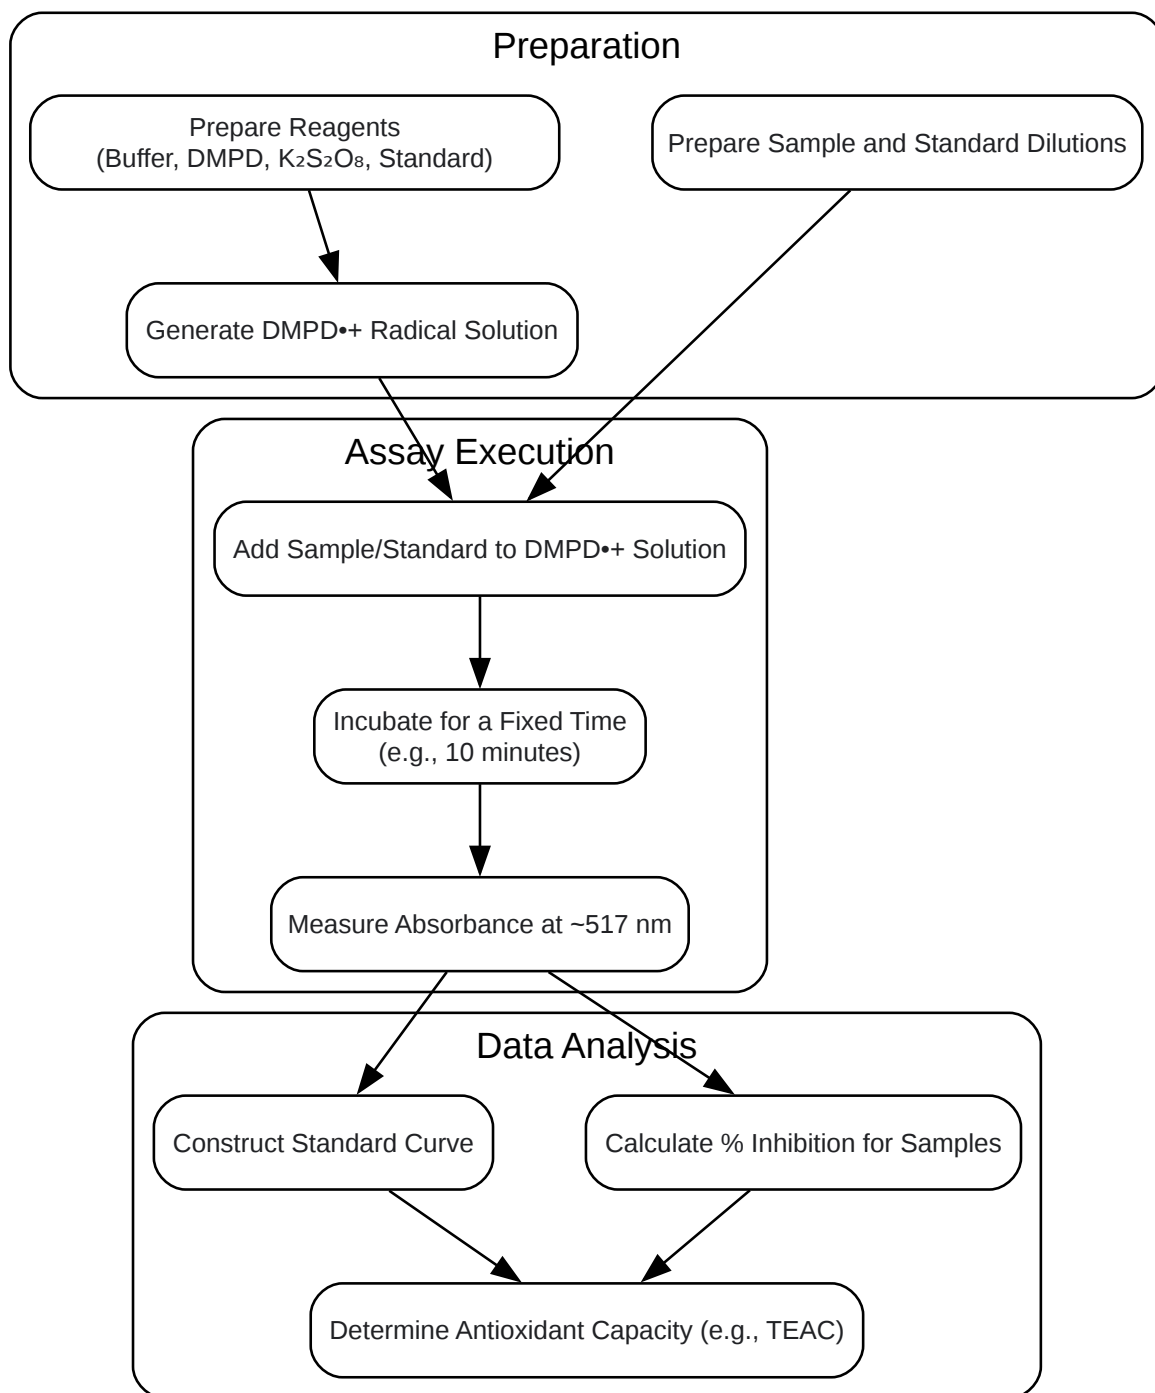 Preparation
Prepare Reagents
(Buffer, DMPD, K₂S₂O₈, Standard)
Prepare Sample and Standard Dilutions
Generate DMPD•+ Radical Solution
Assay Execution
Add Sample/Standard to DMPD•+ Solution
Incubate for a Fixed Time
(e.g., 10 minutes)
Measure Absorbance at ~517 nm
Data Analysis
Construct Standard Curve
Calculate % Inhibition for Samples
Determine Antioxidant Capacity (e.g., TEAC)